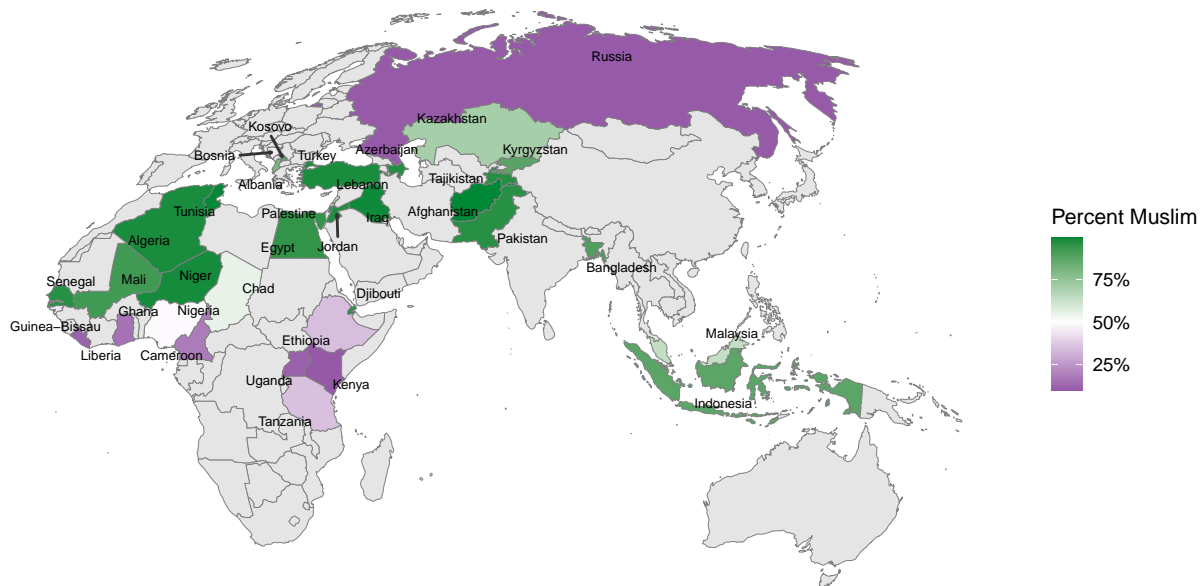 Russia
Kazakhstan
Kosovo
Kyrgyzstan
Bosnia
Turkey
Azerbaijan
Tajikistan
Albania
Lebanon
Tunisia
Palestine
Iraq
Afghanistan
Algeria
Egypt
Jordan
Pakistan
Percent Muslim
Senegal
Mali
Niger
Chad
Bangladesh
75%
Djibouti
Guinea–Bissau
Ghana
Nigeria
50%
Liberia
Cameroon
Ethiopia
Malaysia
25%
Uganda
Kenya
Indonesia
Tanzania